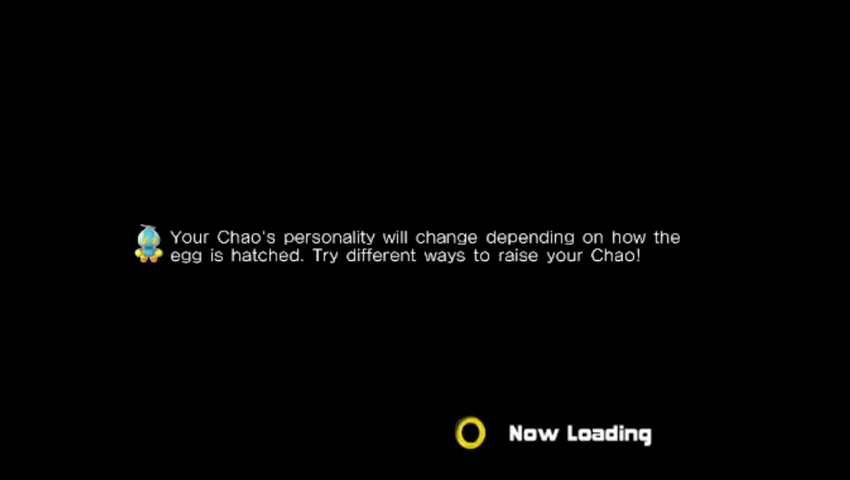 Your Chao's personality will change depending on how the
egg is hatched. Try different ways to raise your Chao!
Now Loading